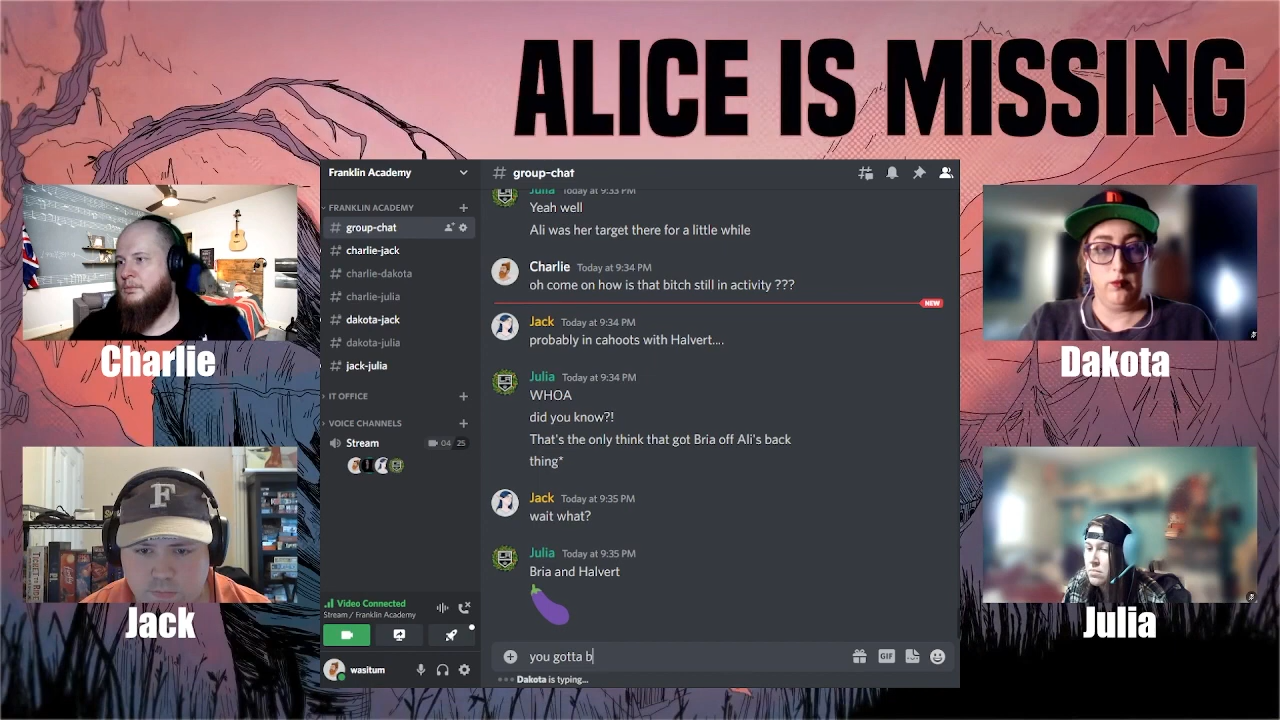 ALICE IS MISSING
Franklin Academy
# group-chat
FRANKLIN ACADEMY
# group-chat
# charlie-jack
# charlie-dakota
# charlie-julia
# dakota-jack
# dakota-julia
# jack-julia
IT OFFICE
VOICE CHANNELS
Stream 04 25
Video Connected
Stream / Franklin Academy
wasitum
Julia Today at 9:33 PM
Yeah well
Ali was her target there for a little while
Charlie Today at 9:34 PM
oh come on how is that bitch still in activity ???
NEW
Jack Today at 9:34 PM
probably in cahoots with Halvert....
Julia Today at 9:34 PM
WHOA
did you know?!
That's the only think that got Bria off Ali's back
thing*
Jack Today at 9:35 PM
wait what?
Julia Today at 9:35 PM
Bria and Halvert
you gotta b
GIF
Dakota is typing...
Charlie
F
Jack
Dakota
Julia